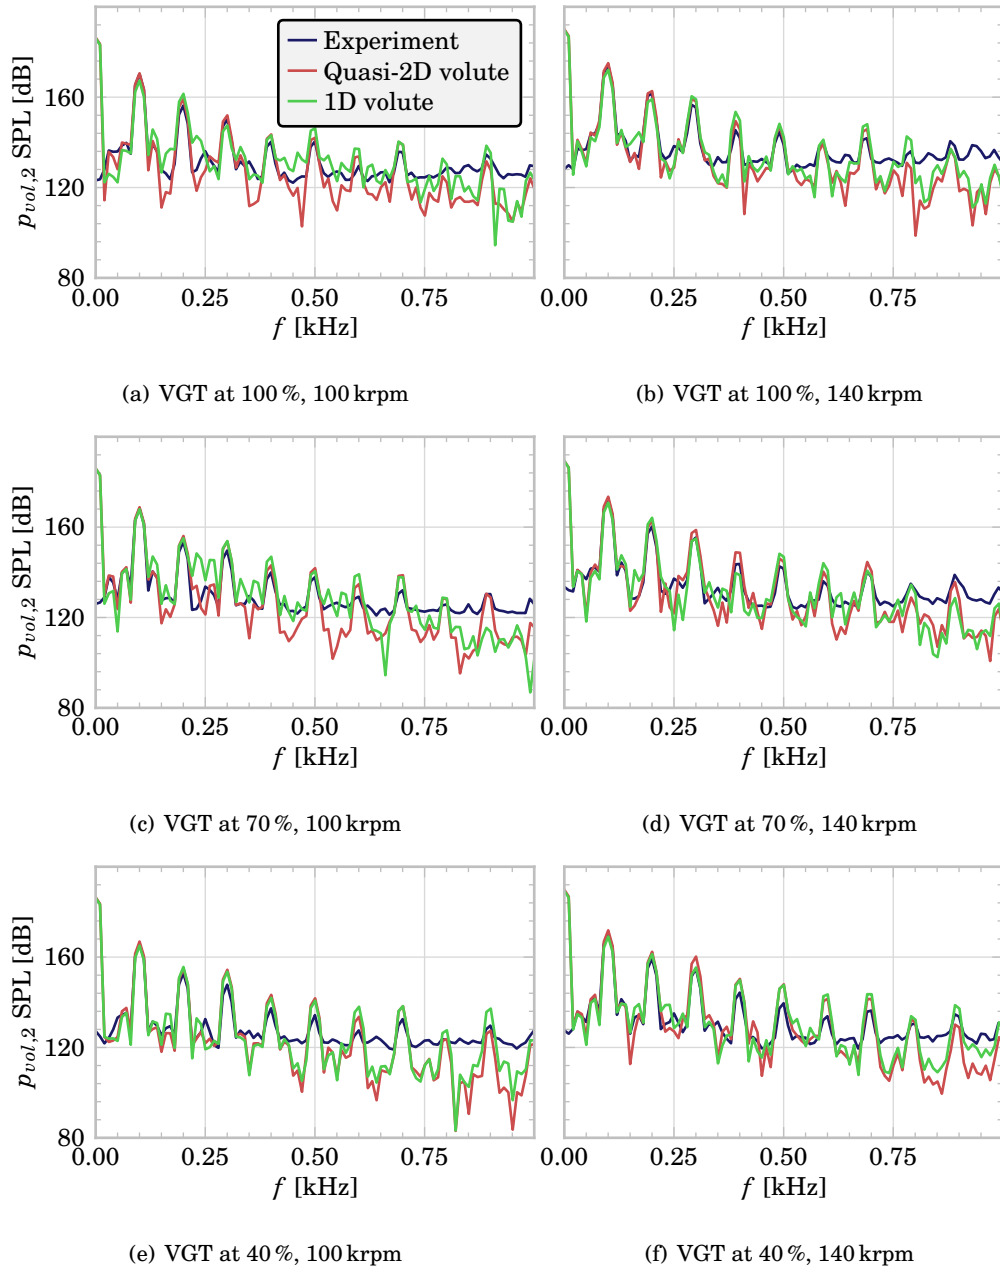 Experiment
Quasi-2D volute
1D volute
p_vol,2 SPL [dB]
160
120
80
0.00 0.25 0.50 0.75
f [kHz]
0.00 0.25 0.50 0.75
f [kHz]
(a) VGT at 100 %, 100 krpm
(b) VGT at 100 %, 140 krpm
p_vol,2 SPL [dB]
160
120
80
0.00 0.25 0.50 0.75
f [kHz]
0.00 0.25 0.50 0.75
f [kHz]
(c) VGT at 70 %, 100 krpm
(d) VGT at 70 %, 140 krpm
p_vol,2 SPL [dB]
160
120
80
0.00 0.25 0.50 0.75
f [kHz]
0.00 0.25 0.50 0.75
f [kHz]
(e) VGT at 40 %, 100 krpm
(f) VGT at 40 %, 140 krpm